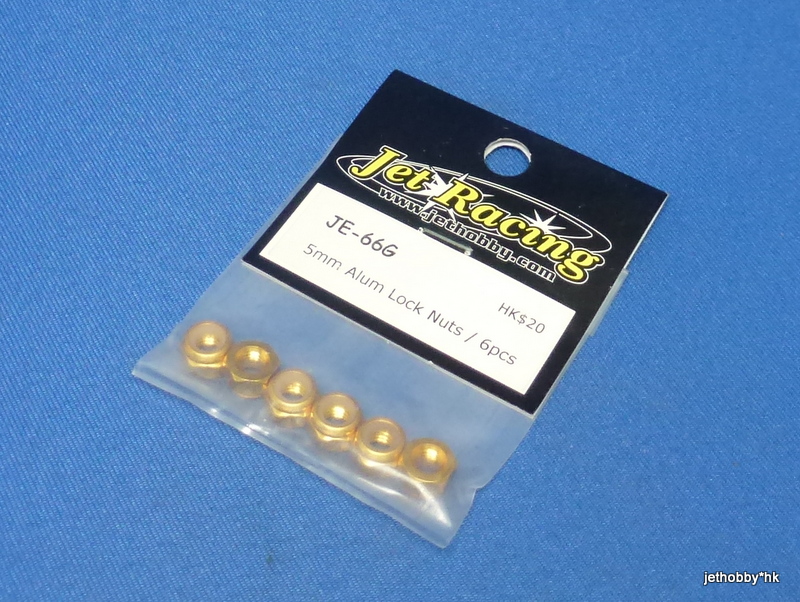 Jet Racing
www.jethobby.com
JE-66G
HK$20
5mm Alum Lock Nuts / 6pcs
jethobby*hk